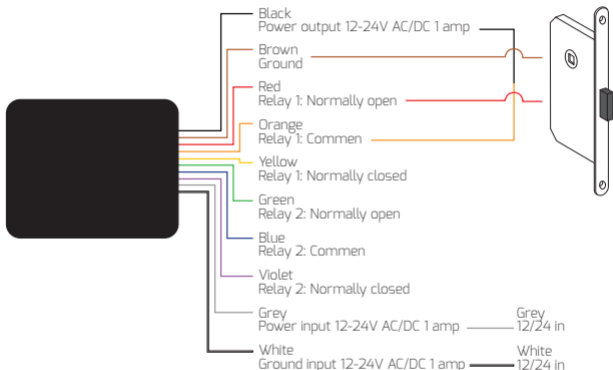 Black
Power output 12-24V AC/DC 1 amp
Brown
Ground
Red
Relay 1: Normally open
Orange
Relay 1: Commen
Yellow
Relay 1: Normally closed
Green
Relay 2: Normally open
Blue
Relay 2: Commen
Violet
Relay 2: Normally closed
Grey
Power input 12-24V AC/DC 1 amp
Grey
12/24 in
White
Ground input 12-24V AC/DC 1 amp
White
12/24 in